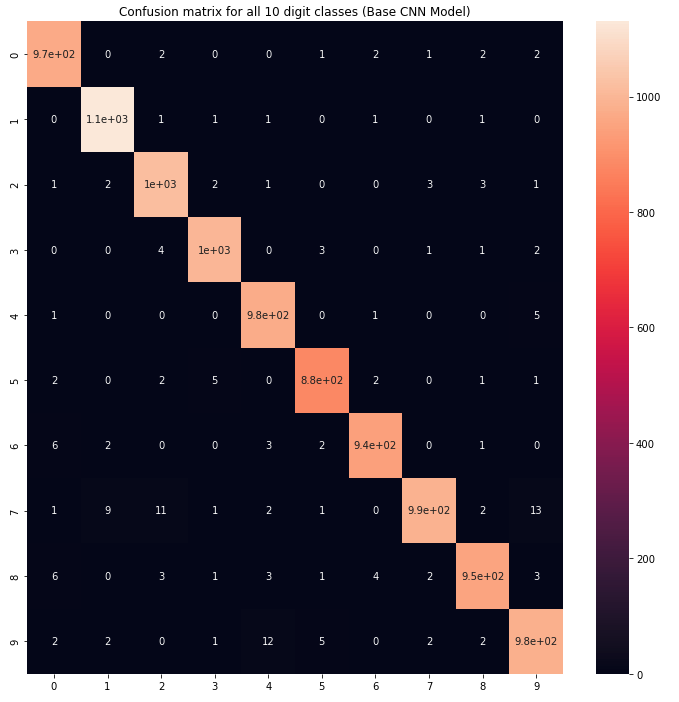 Confusion matrix for all 10 digit classes (Base CNN Model)
0 9.7e+02 0 2 0 0 1 2 1 2 2
1 0 1.1e+03 1 1 1 0 1 0 1 0
2 1 2 1e+03 2 1 0 0 3 3 1
3 0 0 4 1e+03 0 3 0 1 1 2
4 1 0 0 0 9.8e+02 0 1 0 0 5
5 2 0 2 5 0 8.8e+02 2 0 1 1
6 6 2 0 0 3 2 9.4e+02 0 1 0
7 1 9 11 1 2 1 0 9.9e+02 2 13
8 6 0 3 1 3 1 4 2 9.5e+02 3
9 2 2 0 1 12 5 0 2 2 9.8e+02
0 1 2 3 4 5 6 7 8 9
1000
800
600
400
200
0